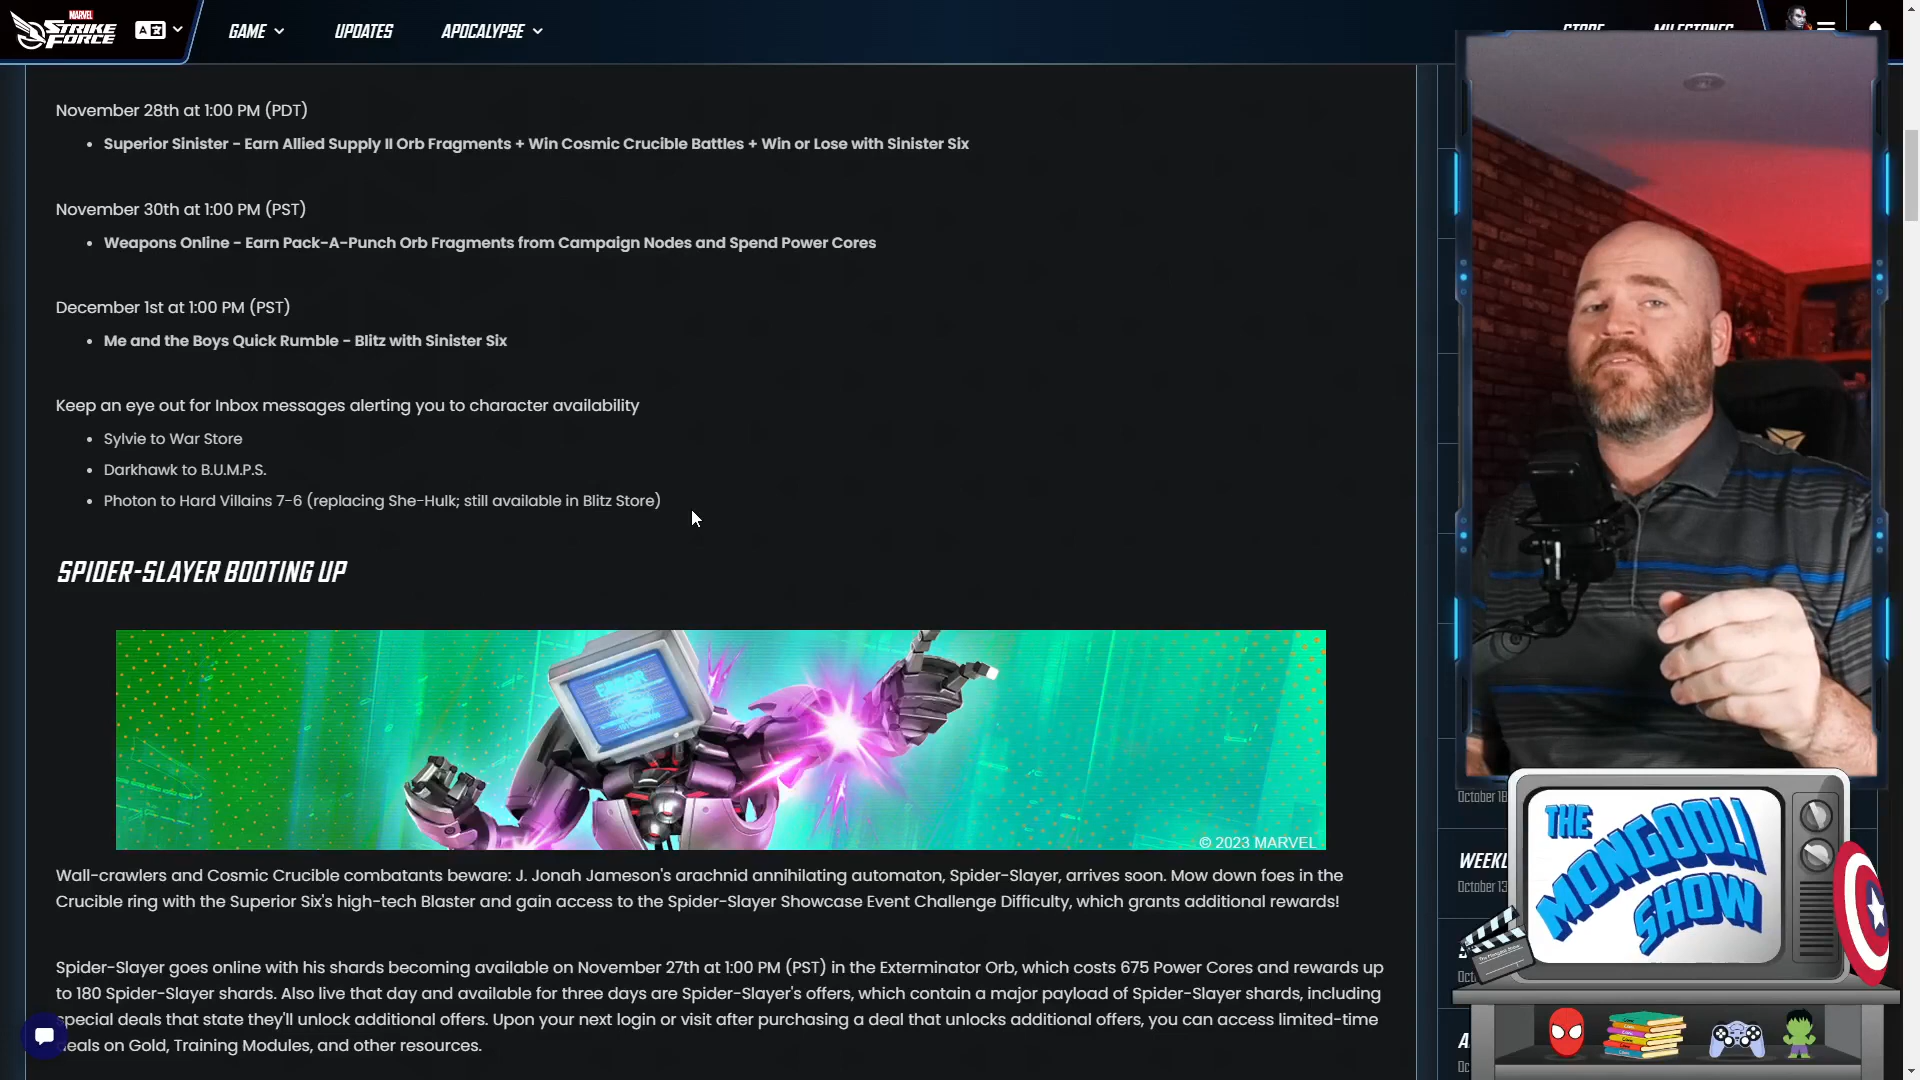 MARVEL
STRIKE
FORCE
GAME
UPDATES
APOCALYPSE
STORE
MILESTONES
November 28th at 1:00 PM (PDT)
Superior Sinister - Earn Allied Supply II Orb Fragments + Win Cosmic Crucible Battles + Win or Lose with Sinister Six
November 30th at 1:00 PM (PST)
Weapons Online - Earn Pack-A-Punch Orb Fragments from Campaign Nodes and Spend Power Cores
December 1st at 1:00 PM (PST)
Me and the Boys Quick Rumble - Blitz with Sinister Six
Keep an eye out for Inbox messages alerting you to character availability
Sylvie to War Store
Darkhawk to B.U.M.P.S.
Photon to Hard Villains 7-6 (replacing She-Hulk; still available in Blitz Store)
SPIDER-SLAYER BOOTING UP
ERROR
© 2023 MARVEL
Wall-crawlers and Cosmic Crucible combatants beware: J. Jonah Jameson's arachnid annihilating automaton, Spider-Slayer, arrives soon. Mow down foes in the
Crucible ring with the Superior Six's high-tech Blaster and gain access to the Spider-Slayer Showcase Event Challenge Difficulty, which grants additional rewards!
Spider-Slayer goes online with his shards becoming available on November 27th at 1:00 PM (PST) in the Exterminator Orb, which costs 675 Power Cores and rewards up
to 180 Spider-Slayer shards. Also live that day and available for three days are Spider-Slayer's offers, which contain a major payload of Spider-Slayer shards, including
special deals that state they'll unlock additional offers. Upon your next login or visit after purchasing a deal that unlocks additional offers, you can access limited-time
deals on Gold, Training Modules, and other resources.
October 18
WEEKL
October 13
THE
MONGOOLI
SHOW